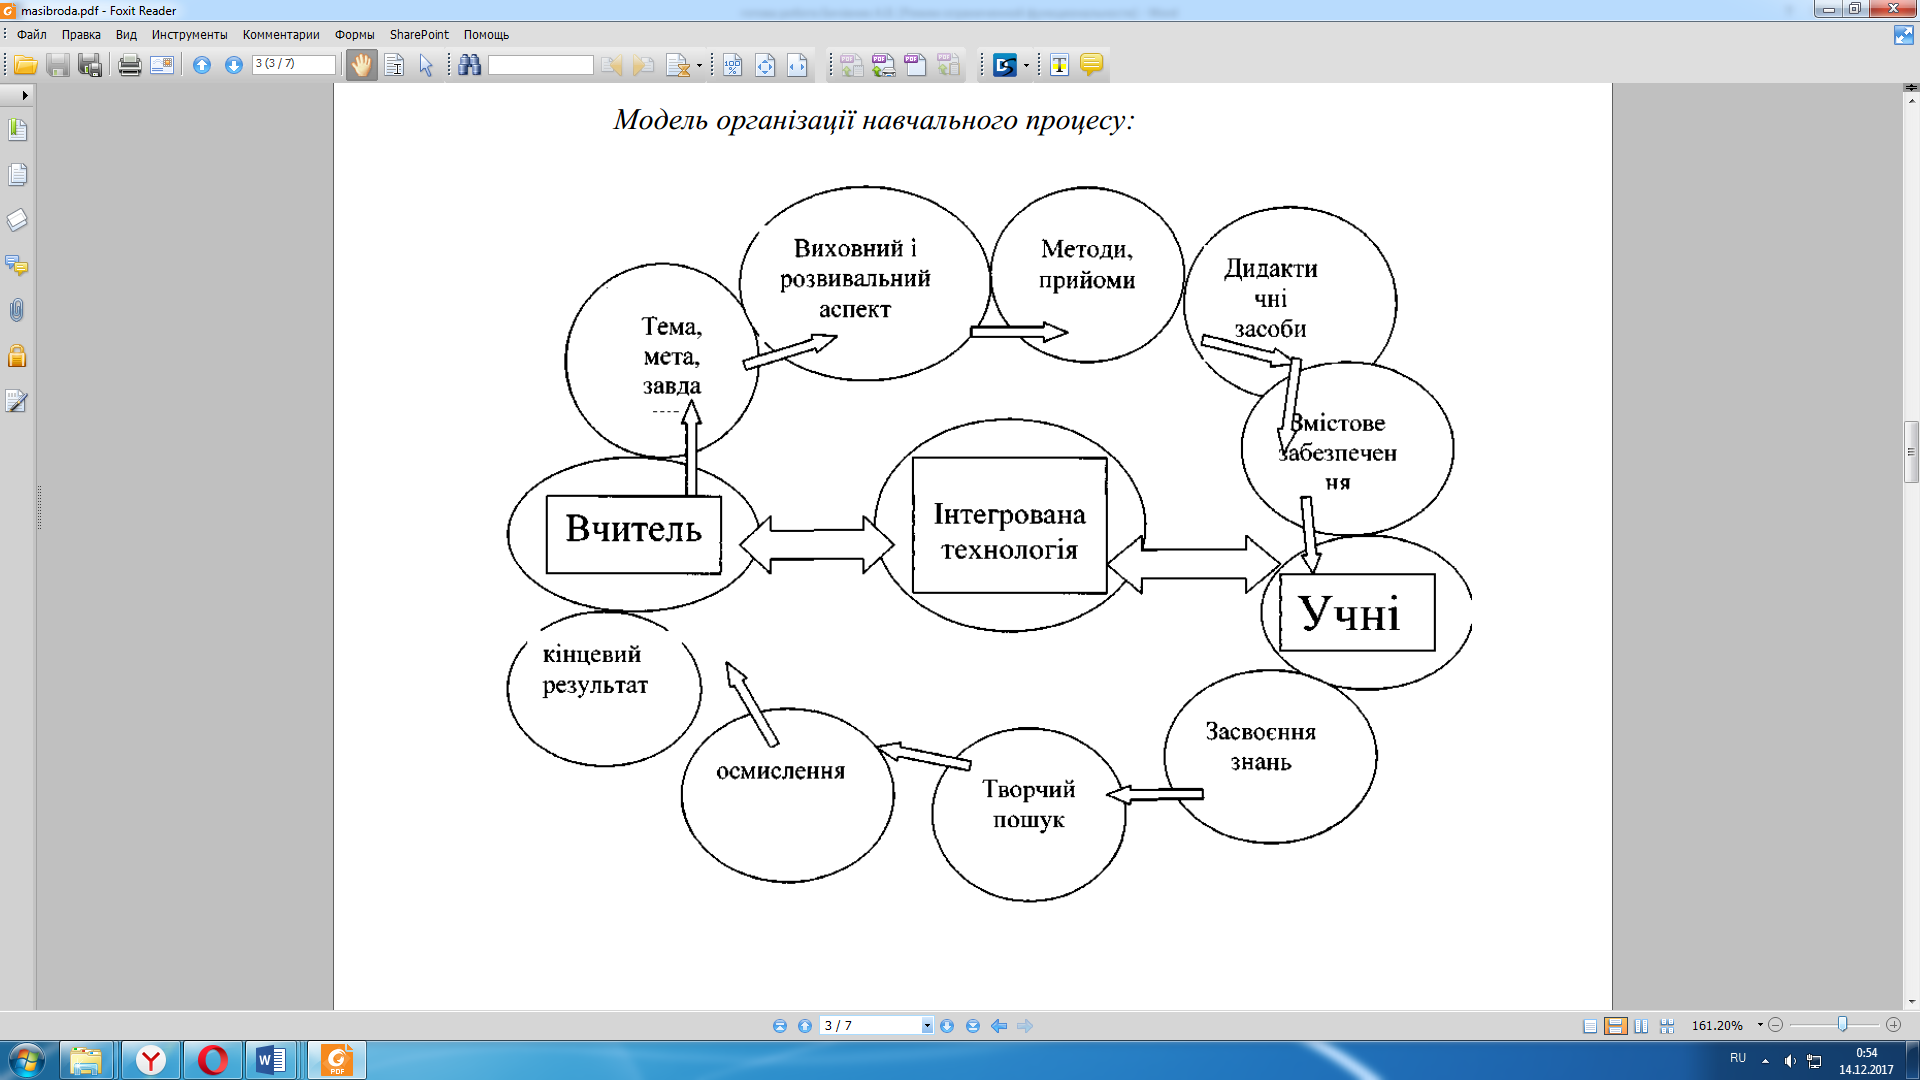 masibroda.pdf - Foxit Reader
Файл Правка Вид Инструменты Комментарии Формы SharePoint Помощь
3 (3 / 7)
Модель організації навчального процесу:
Виховний і
розвивальний
аспект
Методи,
прийоми
Дидакти
чні
засоби
Тема,
мета,
завда
Змістове
забезпечен
ня
Вчитель
Інтегрована
технологія
Учні
кінцевий
результат
осмислення
Творчий
пошук
Засвоєння
знань
3 / 7
161.20%
RU
0:54
14.12.2017